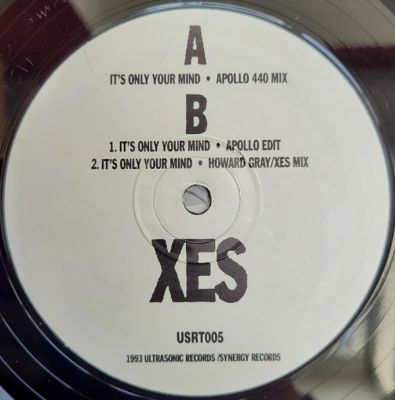 A
IT'S ONLY YOUR MIND • APOLLO 440 MIX
B
1. IT'S ONLY YOUR MIND • APOLLO EDIT
2. IT'S ONLY YOUR MIND • HOWARD GRAY/XES MIX
XES
USRT005
1993 ULTRASONIC RECORDS /SYNERGY RECORDS